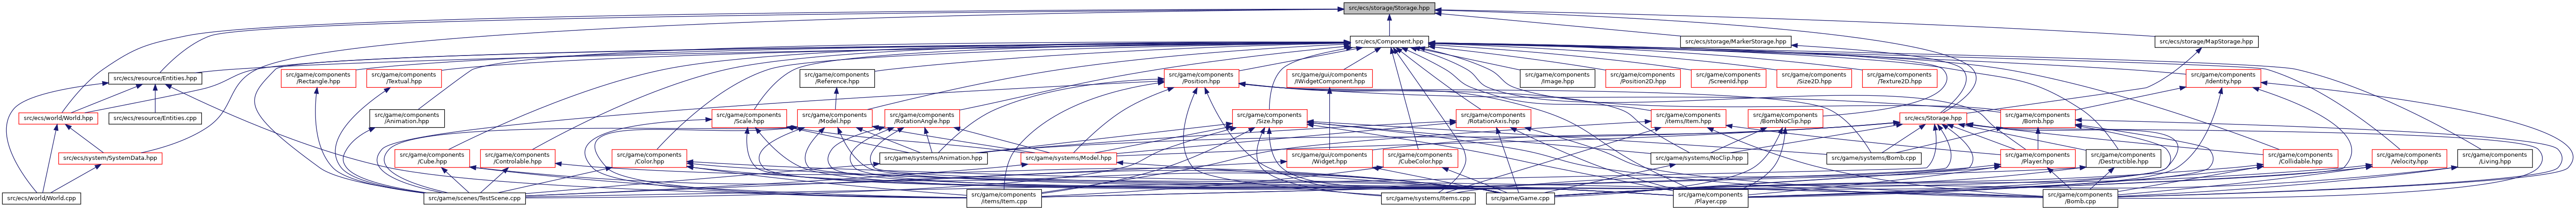 src/ecs/storage/Storage.hpp
src/ecs/Component.hpp
src/ecs/storage/MarkerStorage.hpp
src/ecs/storage/MapStorage.hpp
src/ecs/resource/Entities.hpp
src/game/components
/Rectangle.hpp
src/game/components
/Textual.hpp
src/game/components
/Reference.hpp
src/game/components
/Position.hpp
src/game/gui/components
/IWidgetComponent.hpp
src/game/components
/Image.hpp
src/game/components
/Position2D.hpp
src/game/components
/ScreenId.hpp
src/game/components
/Size2D.hpp
src/game/components
/Texture2D.hpp
src/game/components
/Identity.hpp
src/ecs/world/World.hpp
src/ecs/resource/Entities.cpp
src/game/components
/Animation.hpp
src/game/components
/Scale.hpp
src/game/components
/Model.hpp
src/game/components
/RotationAngle.hpp
src/game/components
/Size.hpp
src/game/components
/RotationAxis.hpp
src/game/components
/items/Item.hpp
src/game/components
/BombNoClip.hpp
src/ecs/Storage.hpp
src/game/components
/Bomb.hpp
src/ecs/system/SystemData.hpp
src/game/components
/Cube.hpp
src/game/components
/Controllable.hpp
src/game/components
/Color.hpp
src/game/systems/Animation.hpp
src/game/systems/Model.hpp
src/game/gui/components
/Widget.hpp
src/game/components
/CubeColor.hpp
src/game/systems/NoClip.hpp
src/game/systems/Bomb.cpp
src/game/components
/Player.hpp
src/game/components
/Destructible.hpp
src/game/components
/Collidable.hpp
src/game/components
/Velocity.hpp
src/game/components
/Living.hpp
src/ecs/world/World.cpp
src/game/scenes/TestScene.cpp
src/game/components
/items/Item.cpp
src/game/systems/Items.cpp
src/game/Game.cpp
src/game/components
/Player.cpp
src/game/components
/Bomb.cpp